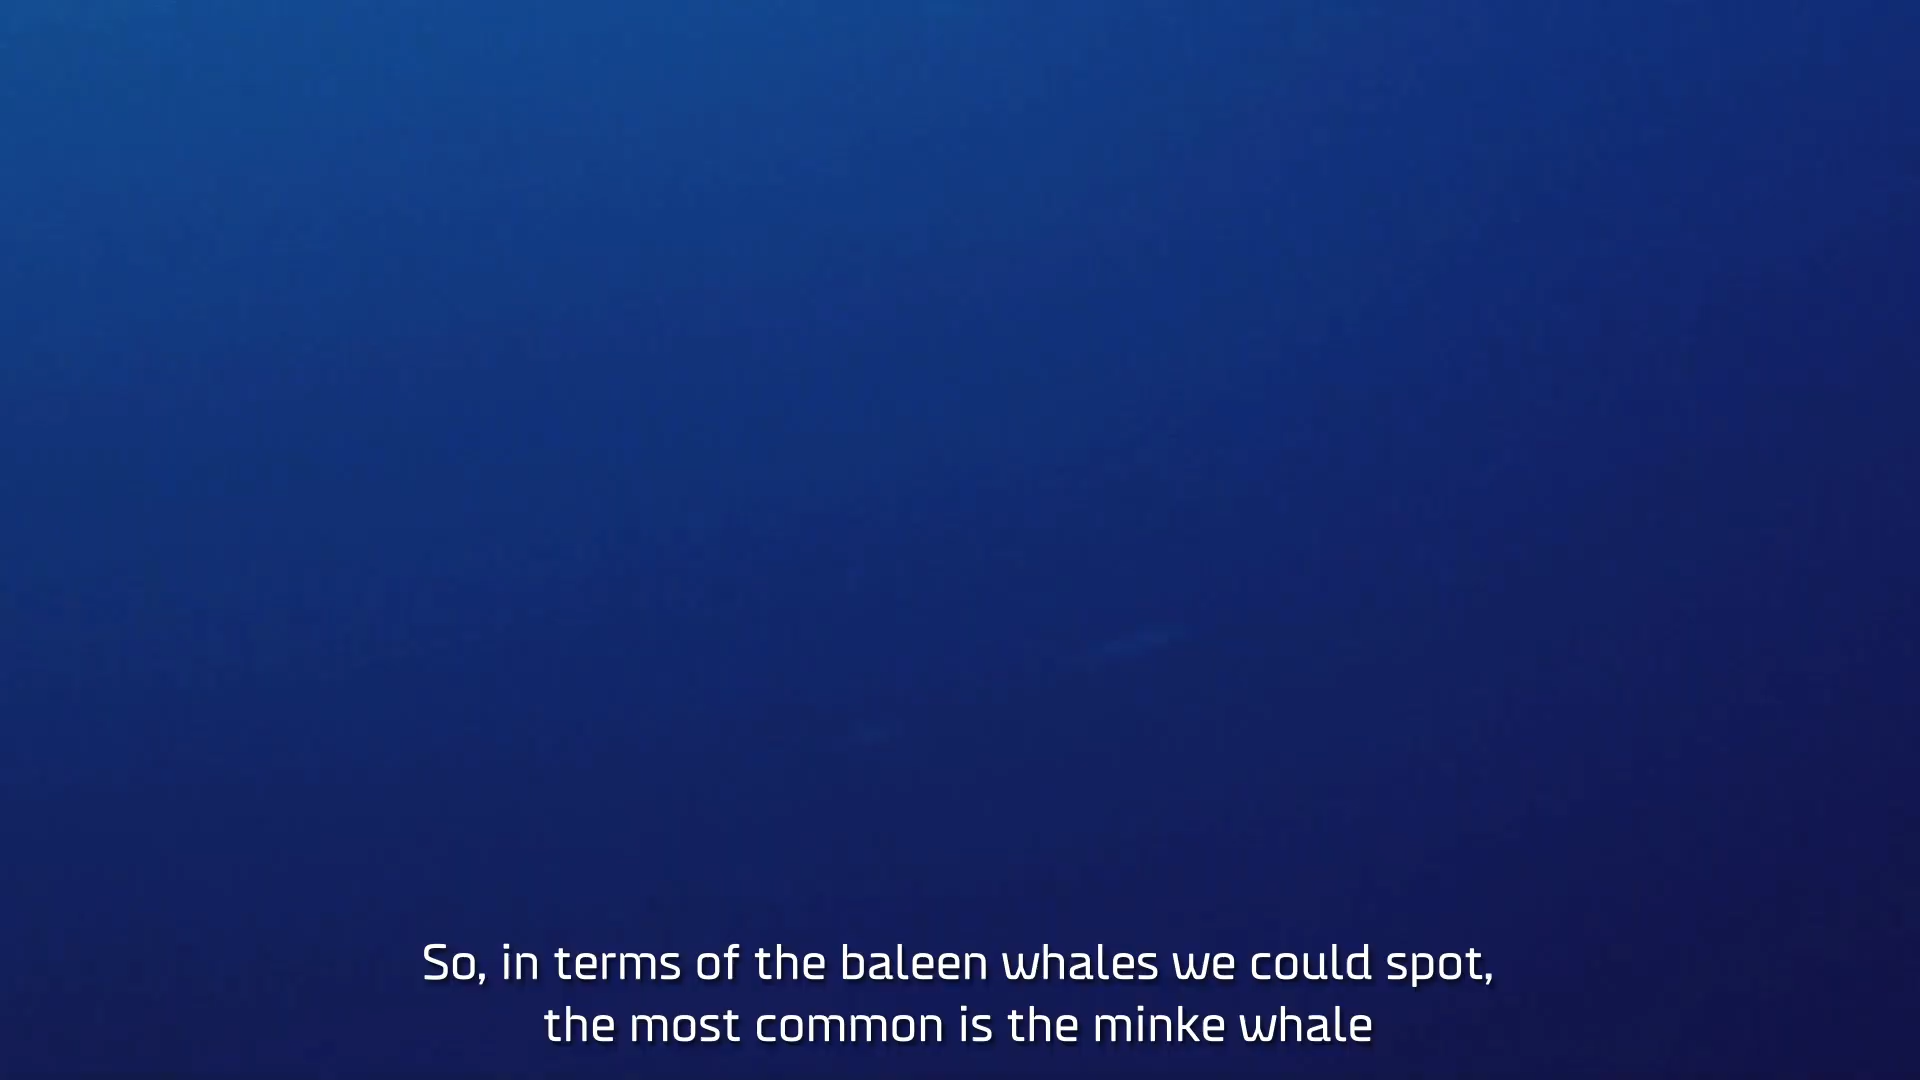 So, in terms of the baleen whales we could spot,
the most common is the minke whale